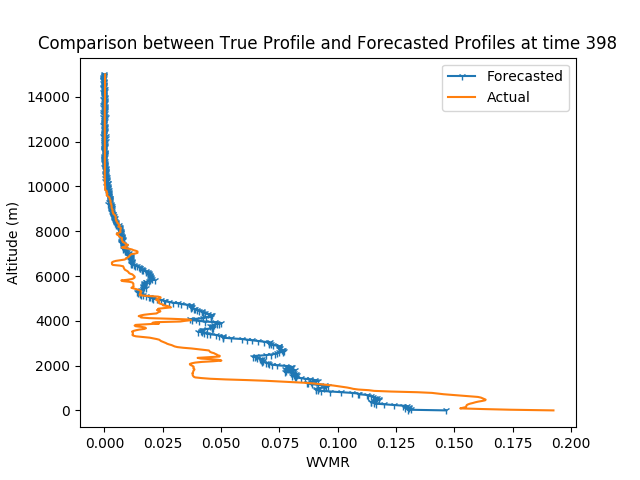 Comparison between True Profile and Forecasted Profiles at time 398
Forecasted
Actual
14000
12000
10000
8000
6000
4000
2000
0
Altitude (m)
0.000 0.025 0.050 0.075 0.100 0.125 0.150 0.175 0.200
WVMR